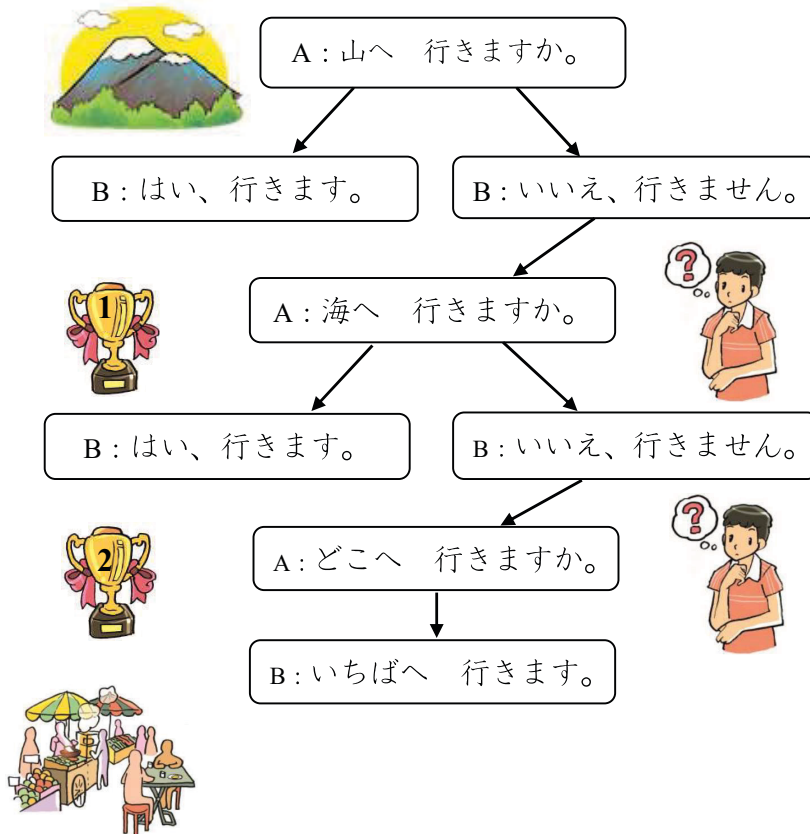 A:山へ　行きますか。
B:はい、行きます。
B:いいえ、行きません。
1
A:海へ　行きますか。
?
B:はい、行きます。
B:いいえ、行きません。
2
A:どこへ　行きますか。
?
B:いちばへ　行きます。